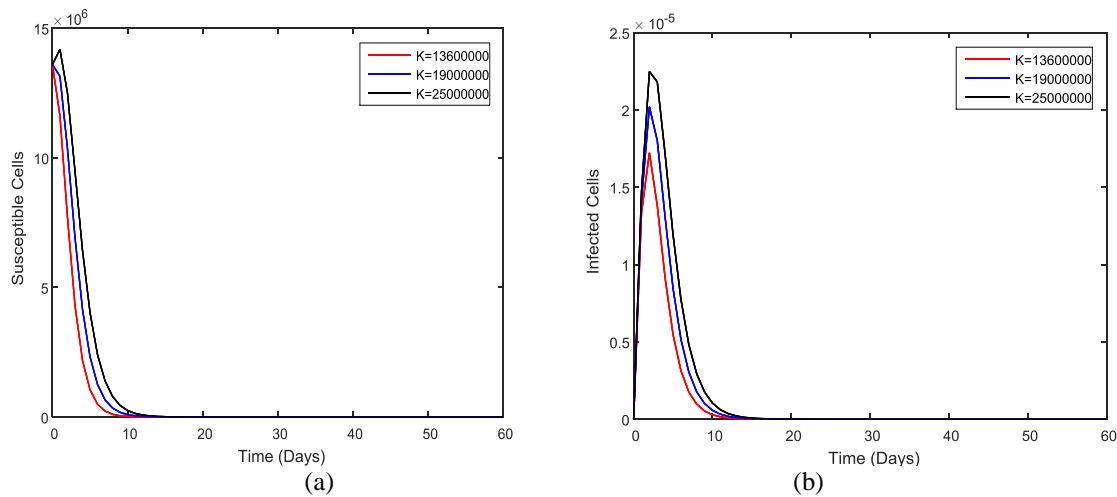 15 × 10⁶
10
5
0
0 10 20 30 40 50 60
Susceptible Cells
Time (Days)
K=13600000
K=19000000
K=25000000
(a)
2.5 × 10⁻⁵
2
1.5
1
0.5
0
0 10 20 30 40 50 60
Infected Cells
Time (Days)
K=13600000
K=19000000
K=25000000
(b)